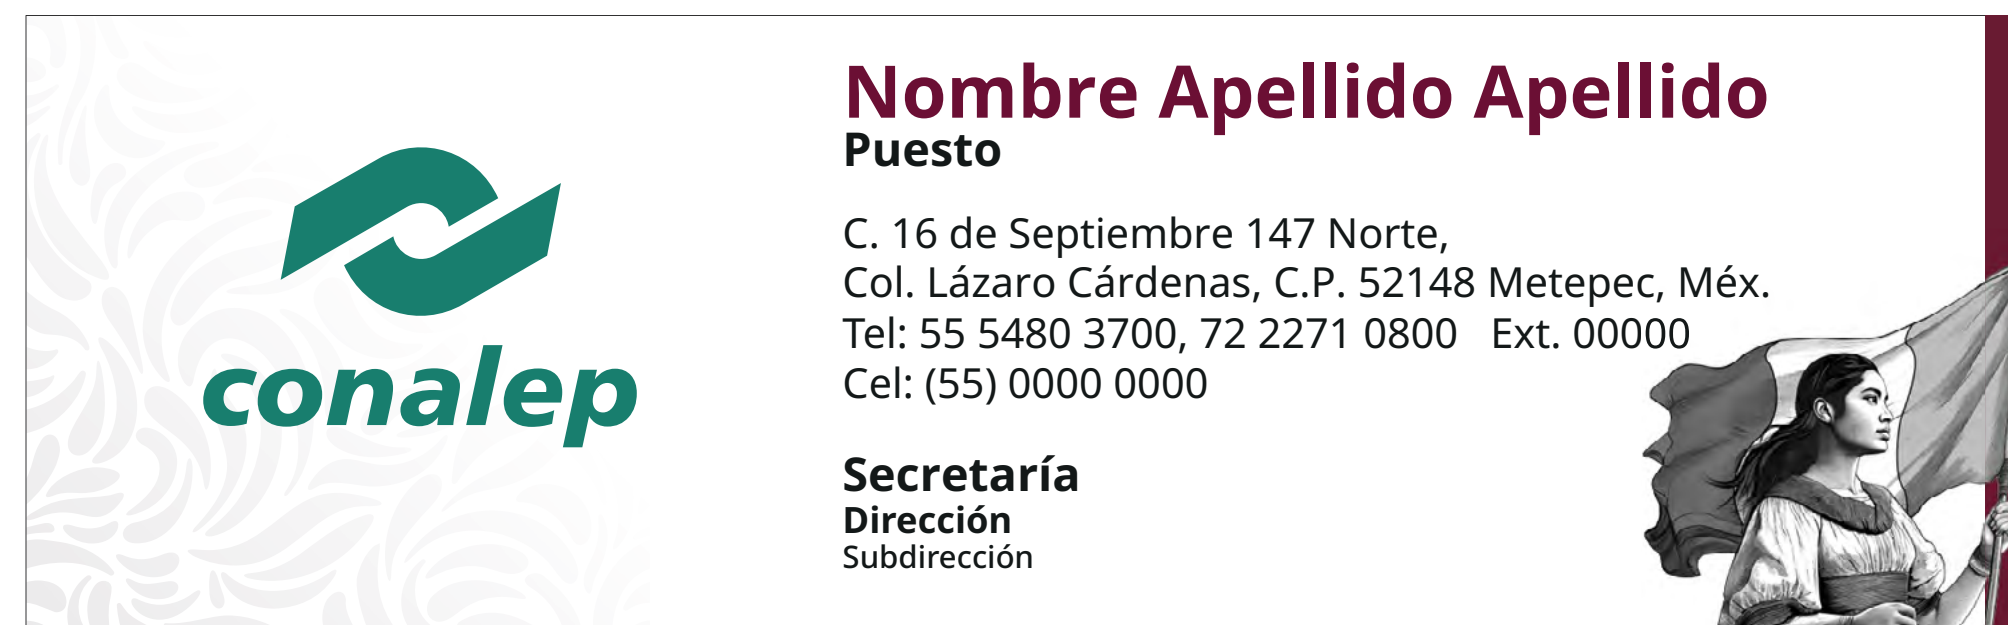 conalep
Nombre Apellido Apellido
Puesto
C. 16 de Septiembre 147 Norte,
Col. Lázaro Cárdenas, C.P. 52148 Metepec, Méx.
Tel: 55 5480 3700, 72 2271 0800   Ext. 00000
Cel: (55) 0000 0000
Secretaría
Dirección
Subdirección